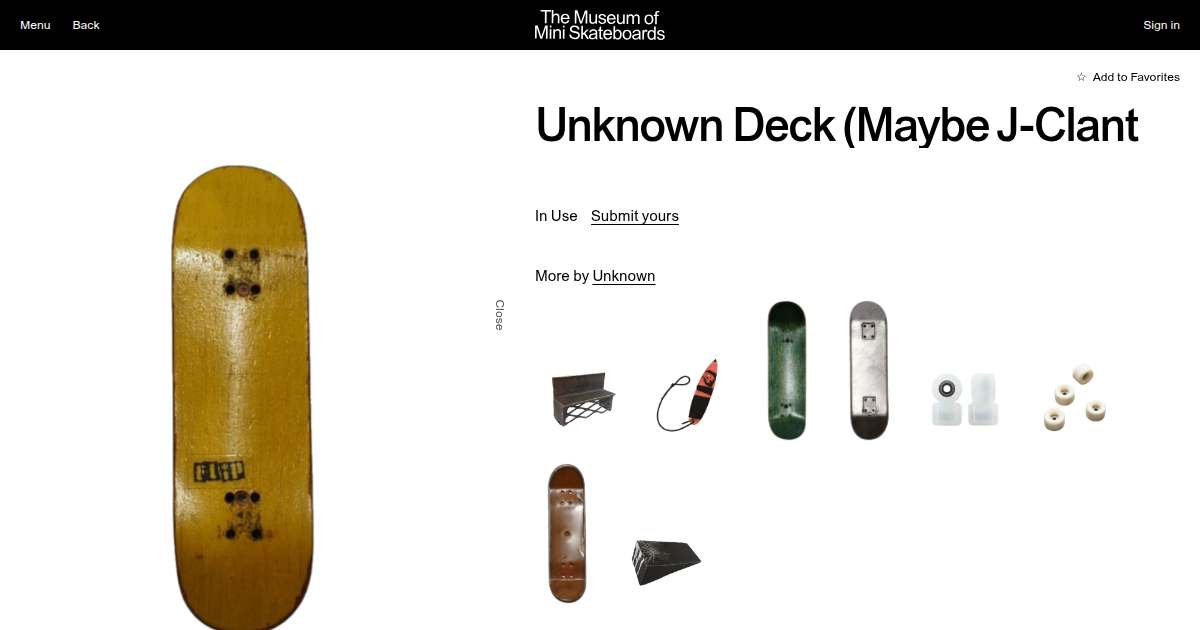 Menu
Back
The Museum of
Mini Skateboards
Sign in
☆ Add to Favorites
Unknown Deck (Maybe J-Clant
In Use
Submit yours
More by Unknown
Close
FLiP